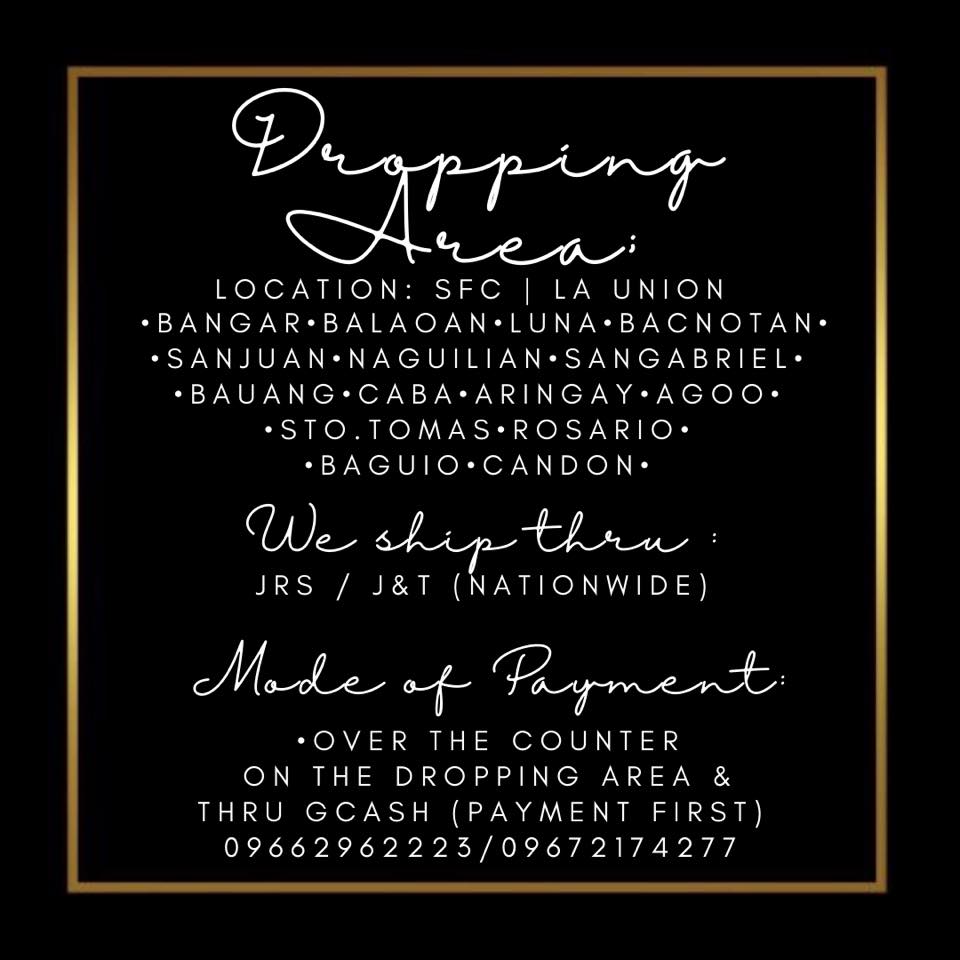 Dropping
Area:
LOCATION: SFC | LA UNION
•BANGAR•BALAOAN•LUNA•BACNOTAN•
•SANJUAN•NAGUILIAN•SANGABRIEL•
•BAUANG•CABA•ARINGAY•AGOO•
•STO.TOMAS•ROSARIO•
•BAGUIO•CANDON•
We ship thru :
JRS / J&T (NATIONWIDE)
Mode of Payment:
•OVER THE COUNTER
ON THE DROPPING AREA &
THRU GCASH (PAYMENT FIRST)
09662962223/09672174277